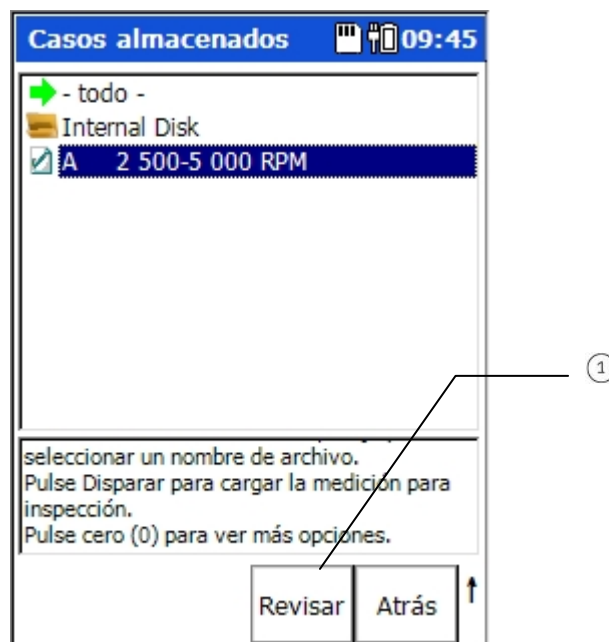 Casos almacenados 09:45
- todo -
Internal Disk
A 2 500-5 000 RPM
seleccionar un nombre de archivo.
Pulse Disparar para cargar la medición para
inspección.
Pulse cero (0) para ver más opciones.
Revisar Atrás
1